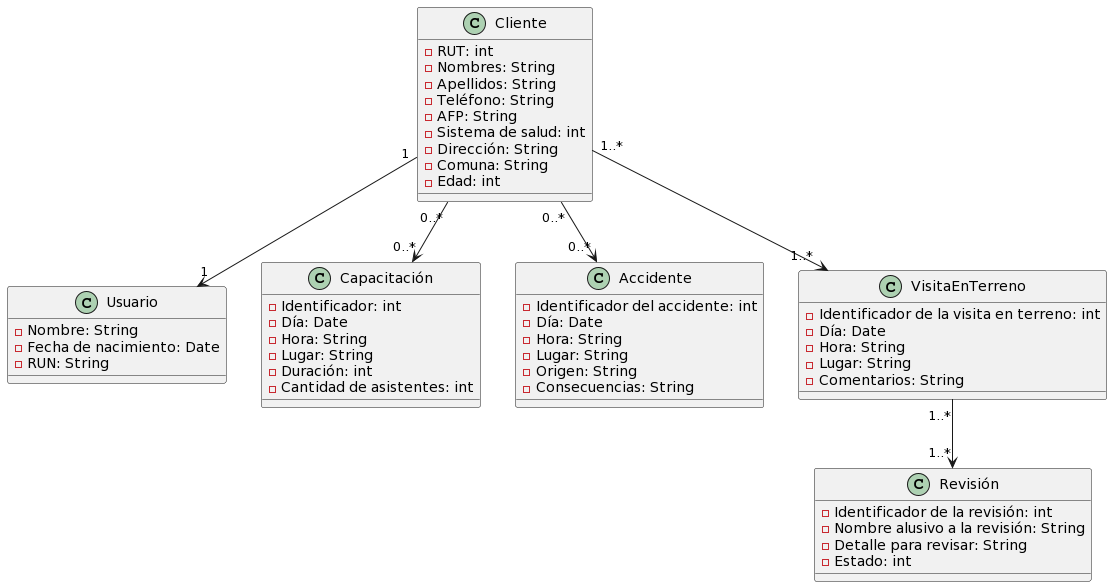 C Cliente
RUT: int
Nombres: String
Apellidos: String
Teléfono: String
AFP: String
Sistema de salud: int
Dirección: String
Comuna: String
Edad: int
1
0..*
0..*
1..*
1
0..*
0..*
1..*
C Usuario
Nombre: String
Fecha de nacimiento: Date
RUN: String
C Capacitación
Identificador: int
Día: Date
Hora: String
Lugar: String
Duración: int
Cantidad de asistentes: int
C Accidente
Identificador del accidente: int
Día: Date
Hora: String
Lugar: String
Origen: String
Consecuencias: String
C VisitaEnTerreno
Identificador de la visita en terreno: int
Día: Date
Hora: String
Lugar: String
Comentarios: String
1..*
1..*
C Revisión
Identificador de la revisión: int
Nombre alusivo a la revisión: String
Detalle para revisar: String
Estado: int